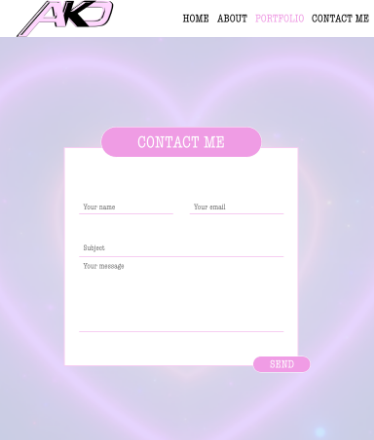 AKD
HOME ABOUT PORTFOLIO CONTACT ME
CONTACT ME
Your name Your email
Subject
Your message
SEND